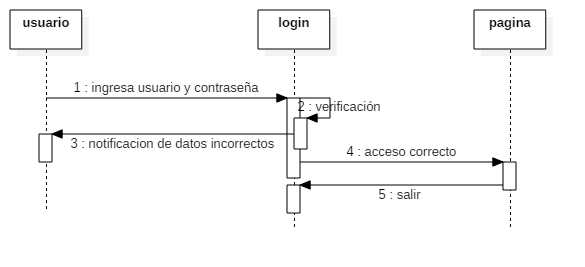 usuario
login
pagina
1 : ingresa usuario y contraseña
2 : verificación
3 : notificacion de datos incorrectos
4 : acceso correcto
5 : salir